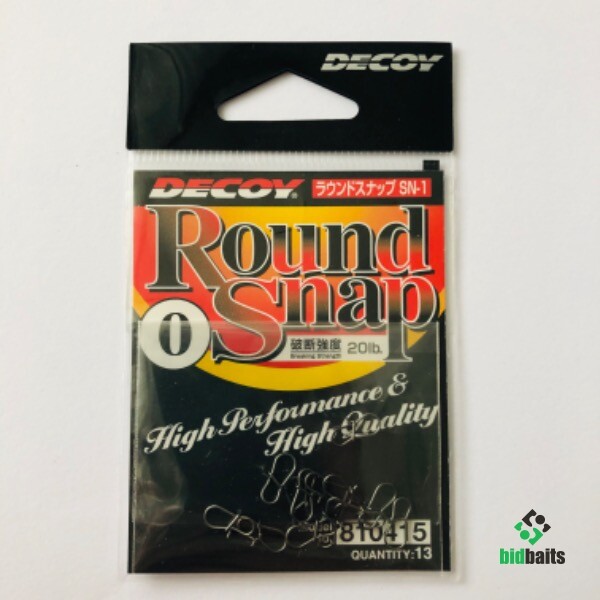 DECOY
DECOY® ラウンドスナップ SN-1
Round
0 Snap
破断強度 20lb.
Breaking Strength
High Performance &
High Quality
810415
QUANTITY:13
bidbaits